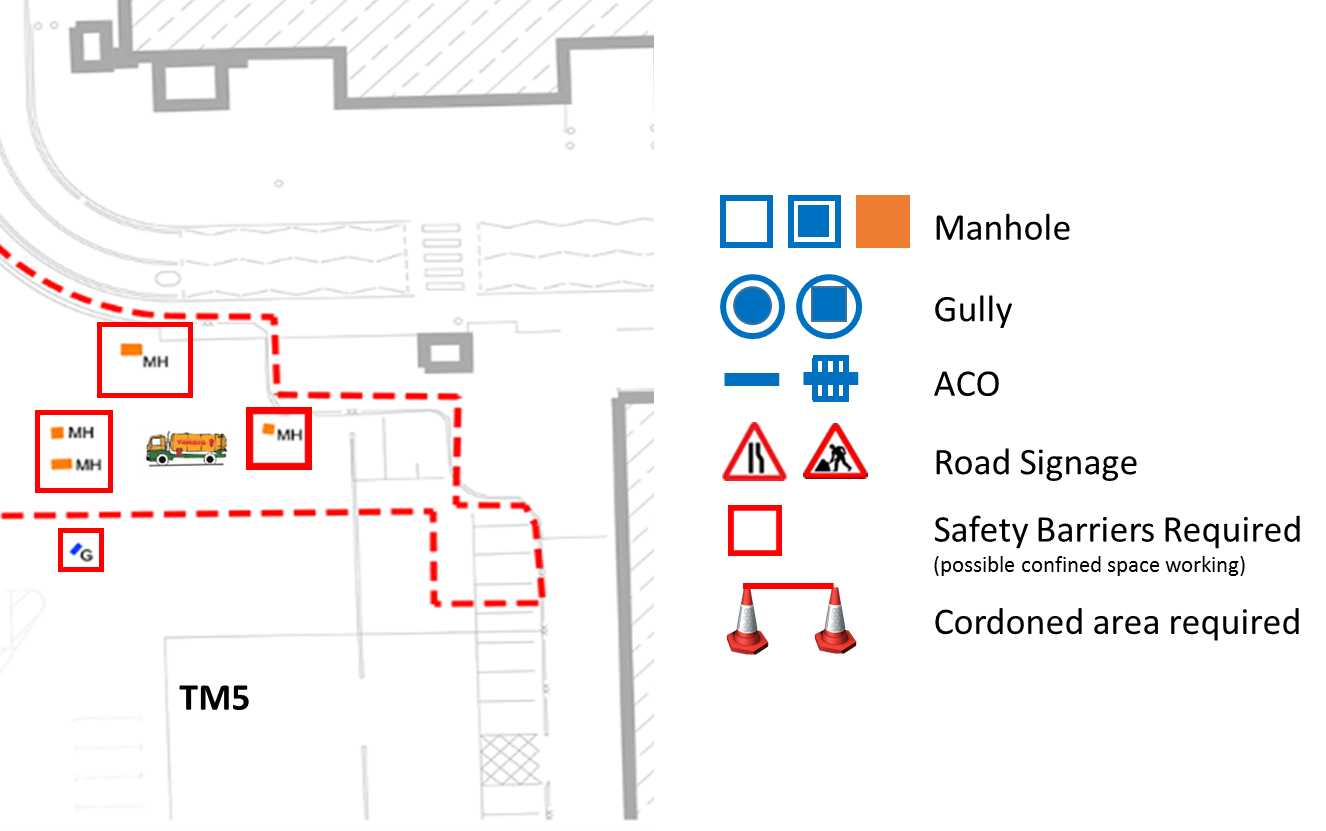 MH
MH
MH
MH
G
TM5
Manhole
Gully
ACO
Road Signage
Safety Barriers Required
(possible confined space working)
Cordoned area required